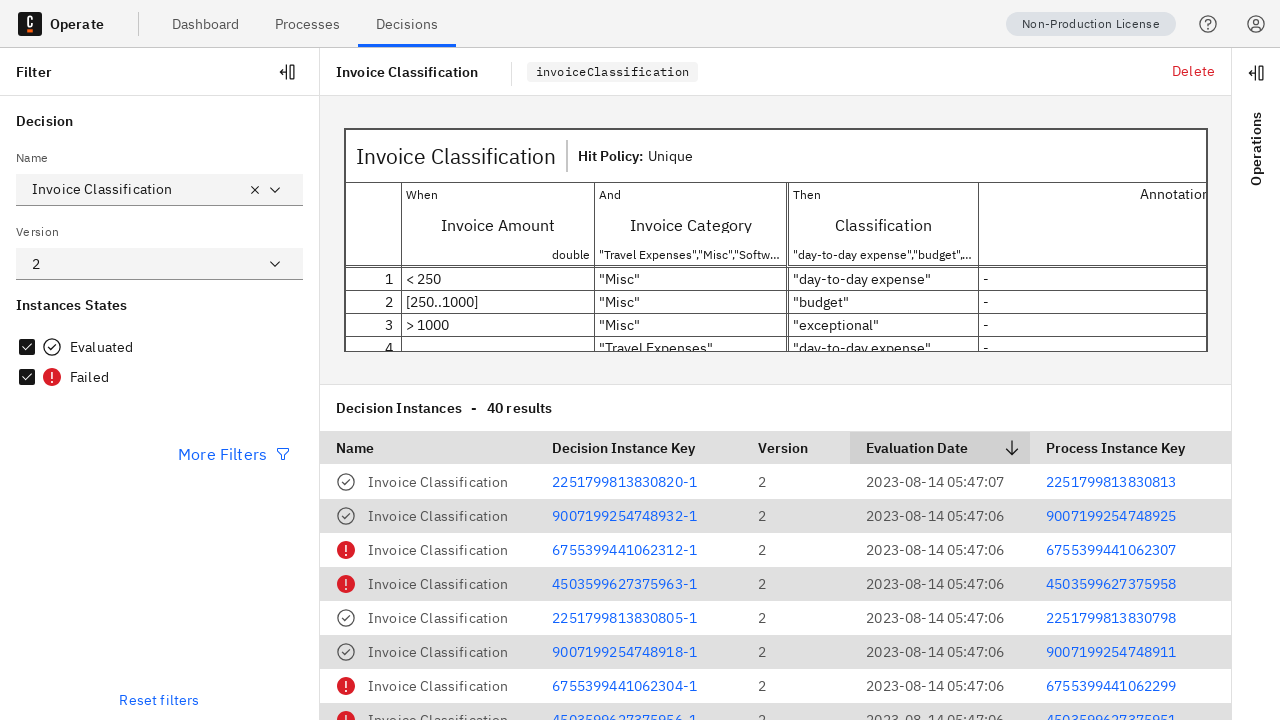 Operate
Dashboard
Processes
Decisions
Non-Production License
Filter
Decision
Name
Invoice Classification
Version
2
Instances States
Evaluated
Failed
More Filters
Reset filters
Invoice Classification
invoiceClassification
Delete
Invoice Classification
Hit Policy: Unique
When
And
Then
Annotation
Invoice Amount
Invoice Category
Classification
double
"Travel Expenses","Misc","Softw...
"day-to-day expense","budget",...
1 < 250 "Misc" "day-to-day expense" -
2 [250..1000] "Misc" "budget" -
3 > 1000 "Misc" "exceptional" -
4 "Travel Expenses" "day-to-day expense" -
Decision Instances - 40 results
Name Decision Instance Key Version Evaluation Date Process Instance Key
Invoice Classification 2251799813830820-1 2 2023-08-14 05:47:07 2251799813830813
Invoice Classification 9007199254748932-1 2 2023-08-14 05:47:06 9007199254748925
Invoice Classification 6755399441062312-1 2 2023-08-14 05:47:06 6755399441062307
Invoice Classification 4503599627375963-1 2 2023-08-14 05:47:06 4503599627375958
Invoice Classification 2251799813830805-1 2 2023-08-14 05:47:06 2251799813830798
Invoice Classification 9007199254748918-1 2 2023-08-14 05:47:06 9007199254748911
Invoice Classification 6755399441062304-1 2 2023-08-14 05:47:06 6755399441062299
Invoice Classification 4503599627375956-1 2 2023-08-14 05:47:06 4503599627375951
Operations